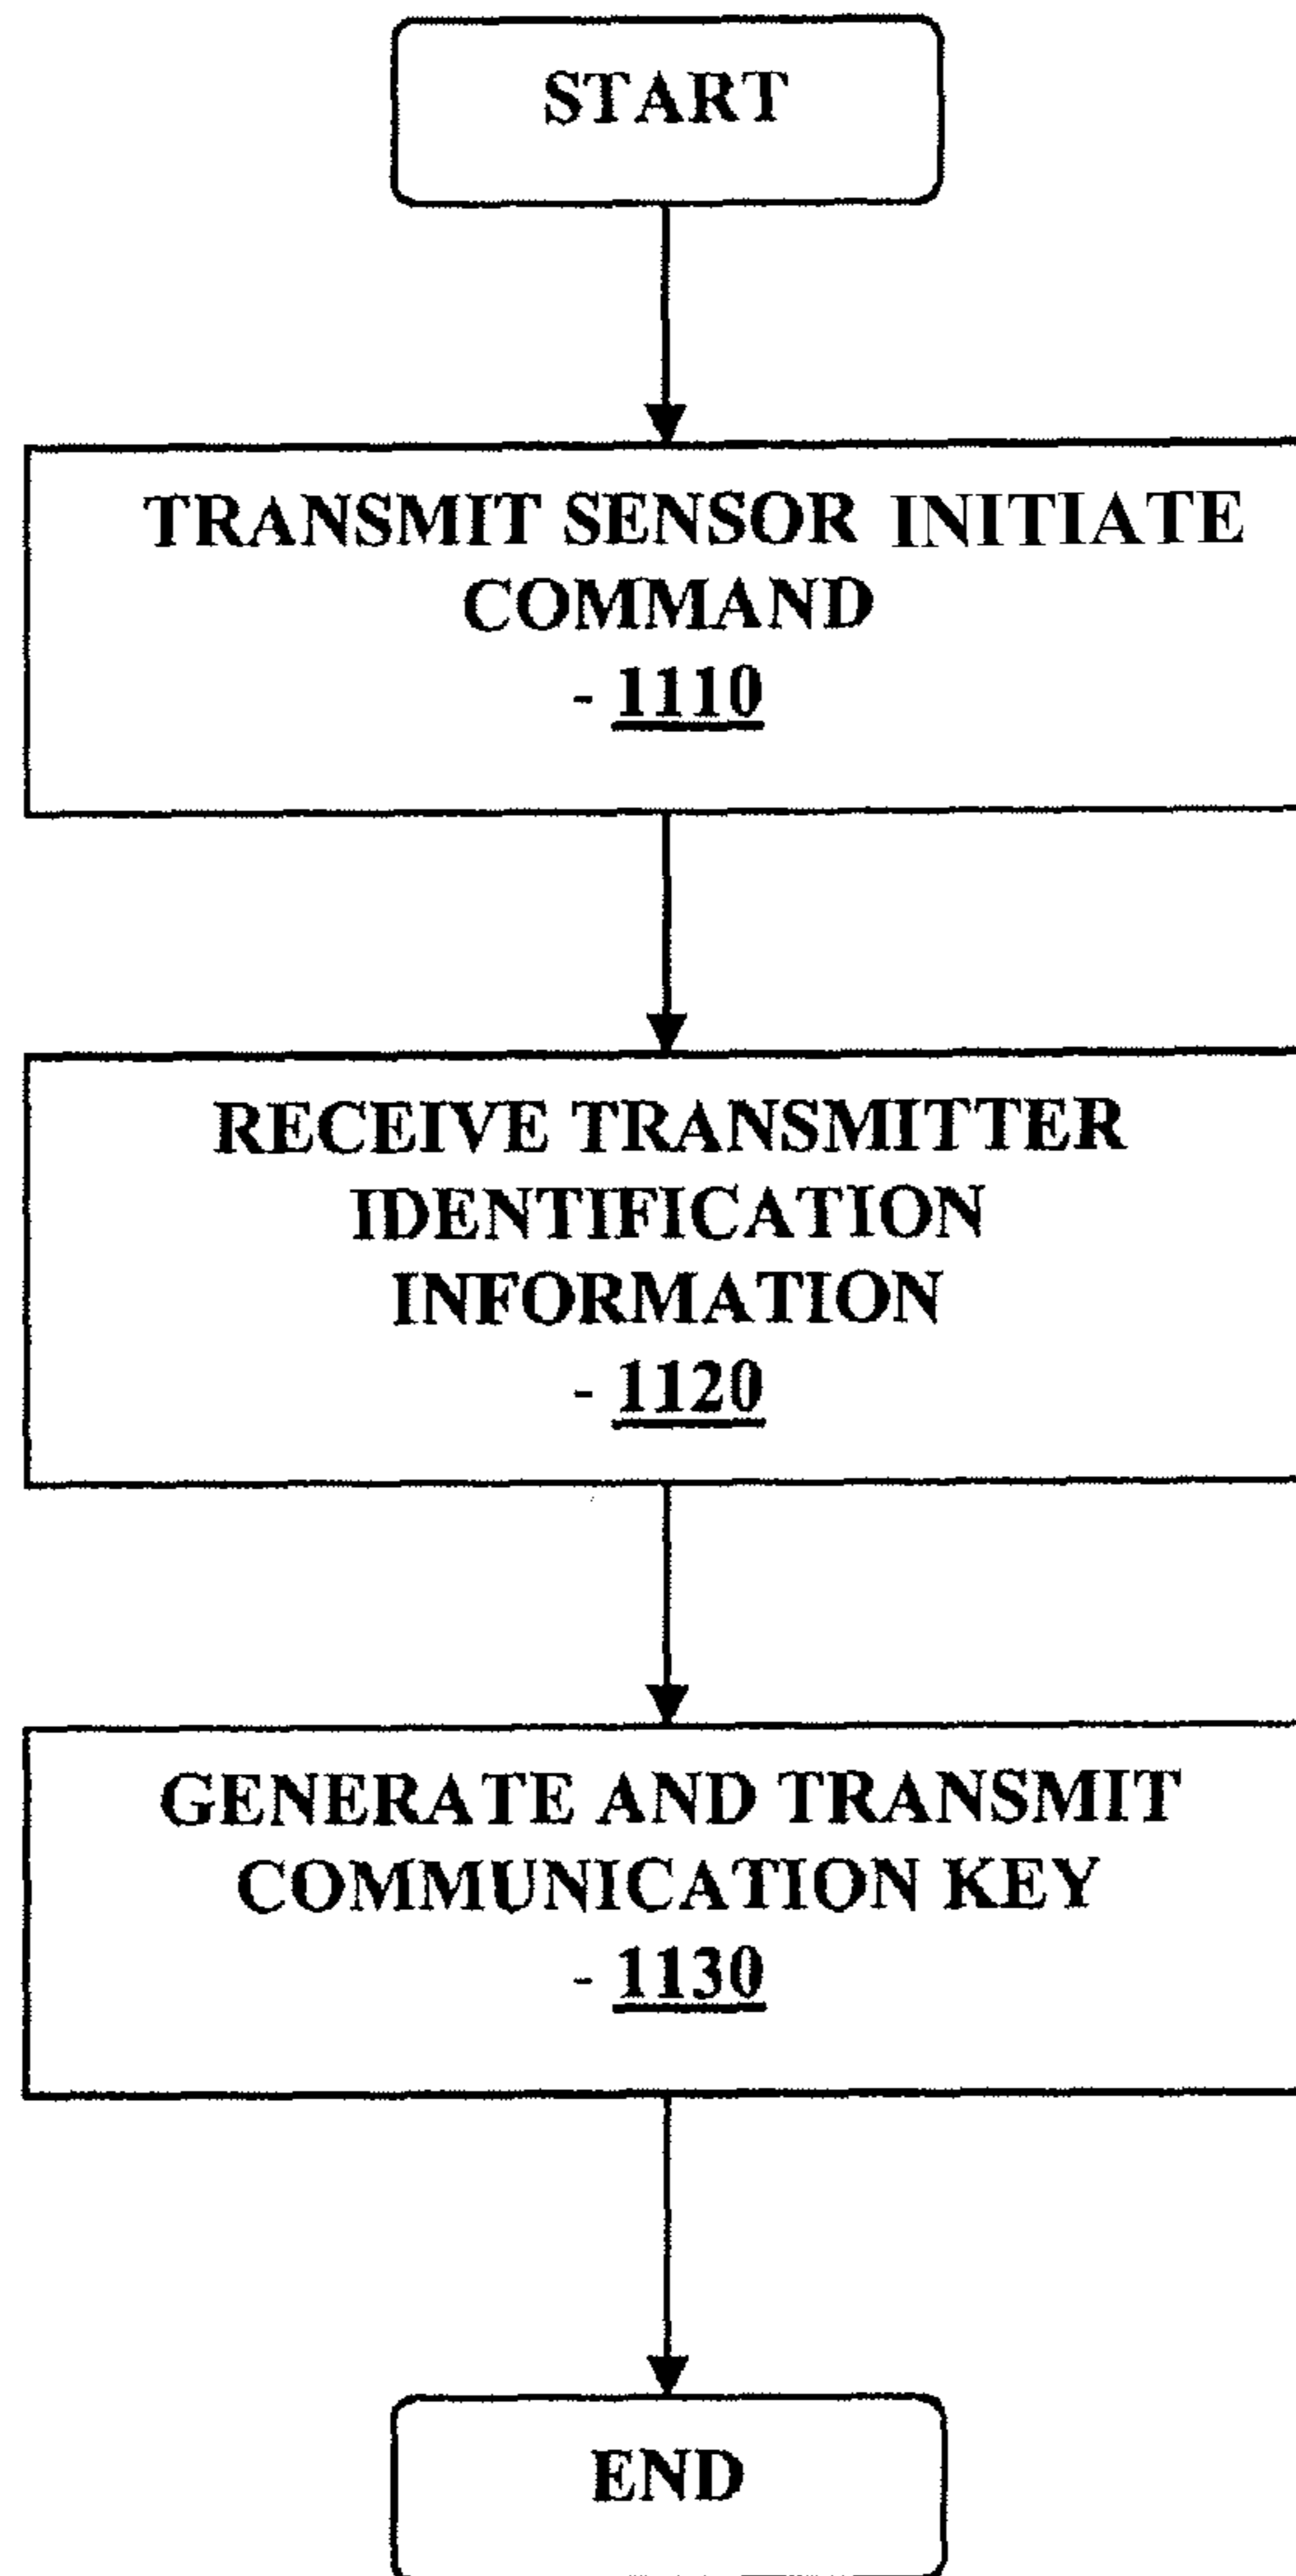 START
TRANSMIT SENSOR INITIATE
COMMAND
- 1110
RECEIVE TRANSMITTER
IDENTIFICATION
INFORMATION
- 1120
GENERATE AND TRANSMIT
COMMUNICATION KEY
- 1130
END